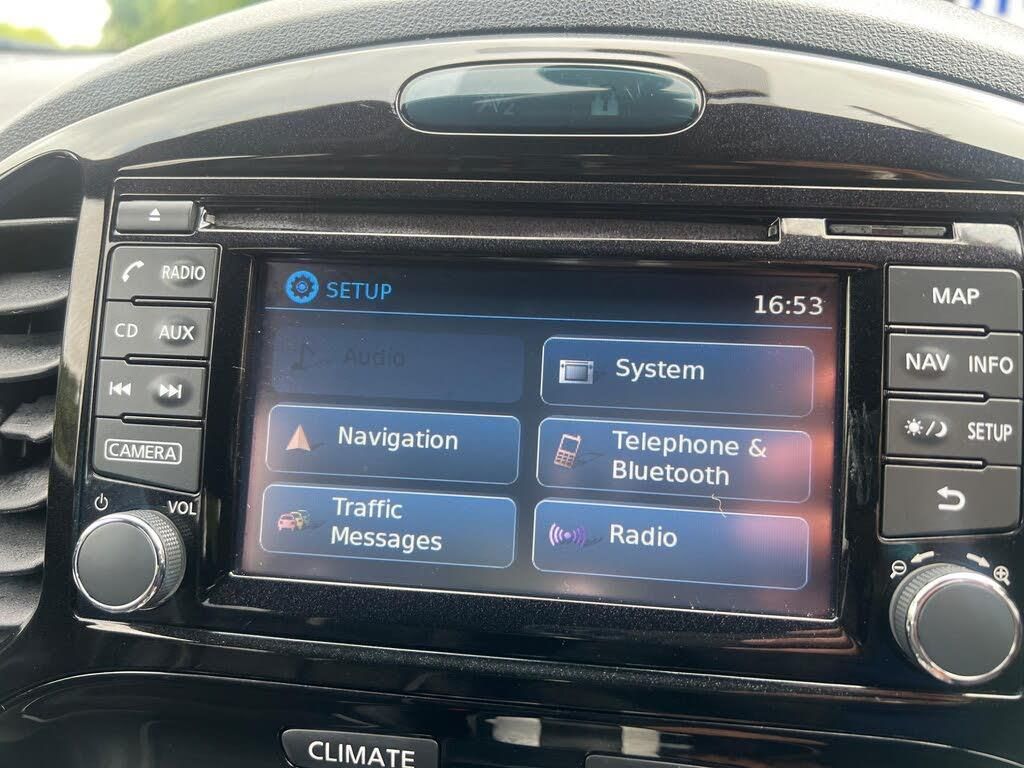 RADIO
CD AUX
CAMERA
VOL
SETUP
16:53
Audio
System
Navigation
Telephone &
Bluetooth
Traffic
Messages
Radio
MAP
NAV INFO
SETUP
CLIMATE